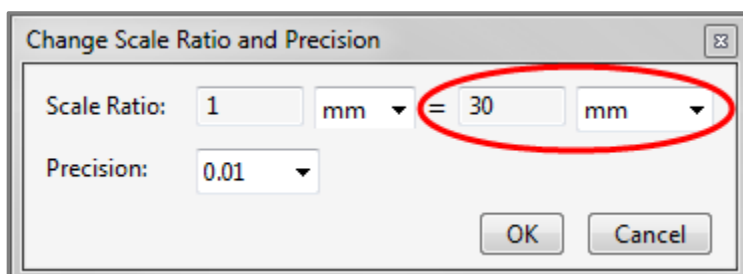 Change Scale Ratio and Precision
Scale Ratio: 1 mm = 30 mm
Precision: 0.01
OK Cancel